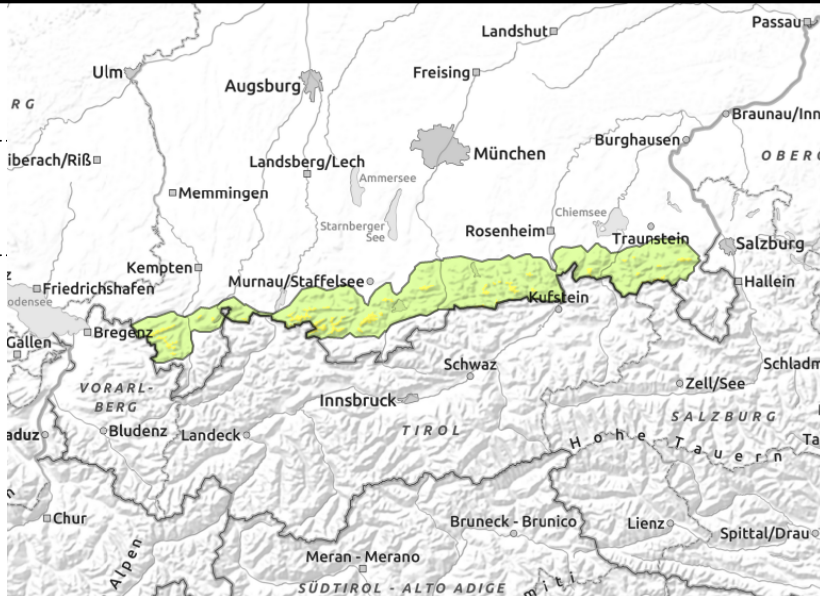 Passau
Landshut
Ulm
Freising
Augsburg
RG
Braunau/Inn
Burghausen
München
OBERÖ
iberach/Riß
Landsberg/Lech
Ammersee
Memmingen
Chiemsee
Starnberger
See
Rosenheim
Traunstein
Salzburg
Kempten
Murnau/Staffelsee
z
Friedrichshafen
Hallein
odensee
Kufstein
Bregenz
Gallen
Schwaz
Schladm
VORARL-
BERG
Zell/See
Innsbruck
SALZBURG
aduz
Bludenz
Landeck
TIROL
Hohe Tauern
Ta
Chur
Bruneck - Brunico
Lienz
Spittal/Drau
Alpen
Meran - Merano
SÜDTIROL - ALTO ADIGE
miti